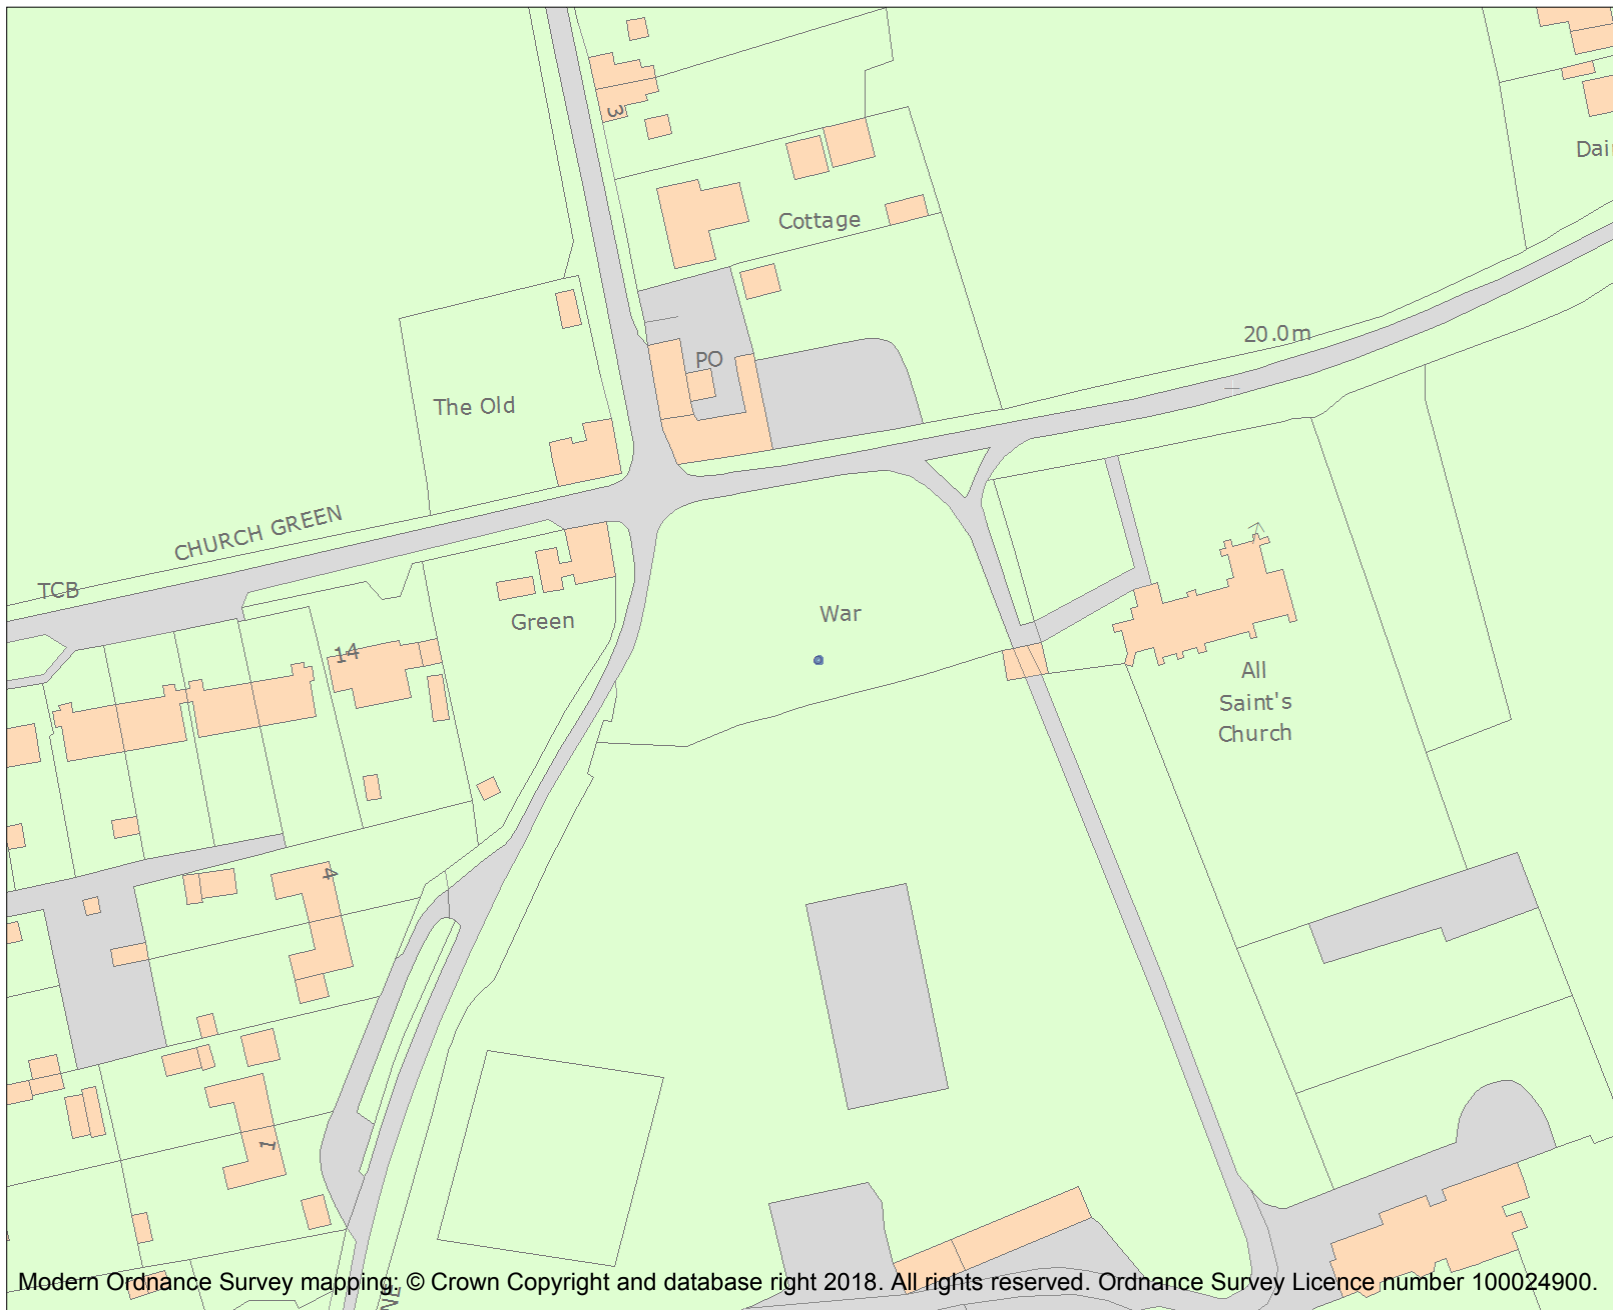 3
Cottage
Dai
20.0m
PO
The Old
CHURCH GREEN
TCB
Green
War
14
All
Saint's
Church
4
1
Modern Ordnance Survey mapping: © Crown Copyright and database right 2018. All rights reserved. Ordnance Survey Licence number 100024900.